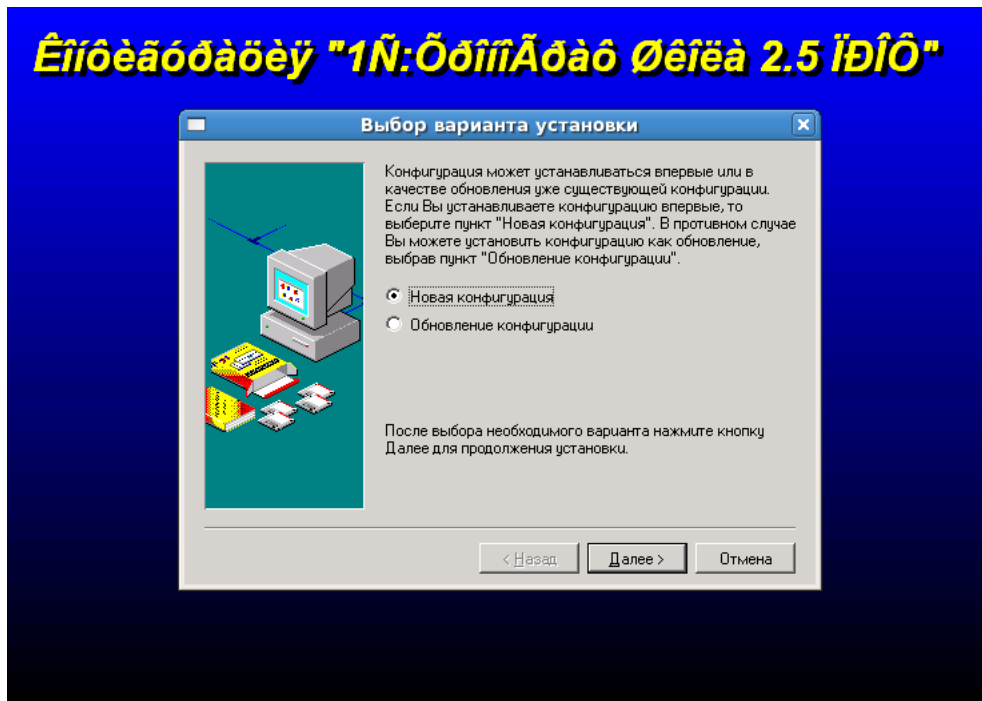 Êîíôèãóðàöèÿ "1Ñ:ÕðîíîÃðàô Øêîëà 2.5 ÏÐÎÔ"
Выбор варианта установки
Конфигурация может устанавливаться впервые или в
качестве обновления уже существующей конфигурации.
Если Вы устанавливаете конфигурацию впервые, то
выберите пункт "Новая конфигурация". В противном случае
Вы можете установить конфигурацию как обновление,
выбрав пункт "Обновление конфигурации".
Новая конфигурация
Обновление конфигурации
После выбора необходимого варианта нажмите кнопку
Далее для продолжения установки.
< Назад Далее > Отмена